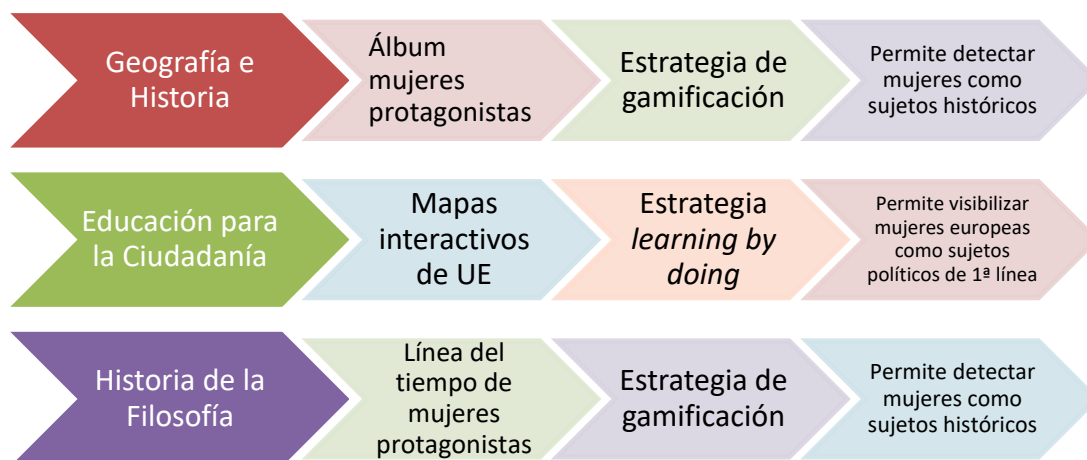 Geografía e
Historia
Álbum
mujeres
protagonistas
Estrategia de
gamificación
Permite detectar
mujeres como
sujetos históricos
Educación para
la Ciudadanía
Mapas
interactivos
de UE
Estrategia
learning by
doing
Permite visibilizar
mujeres europeas
como sujetos
políticos de 1ª línea
Historia de la
Filosofía
Línea del
tiempo de
mujeres
protagonistas
Estrategia de
gamificación
Permite detectar
mujeres como
sujetos históricos